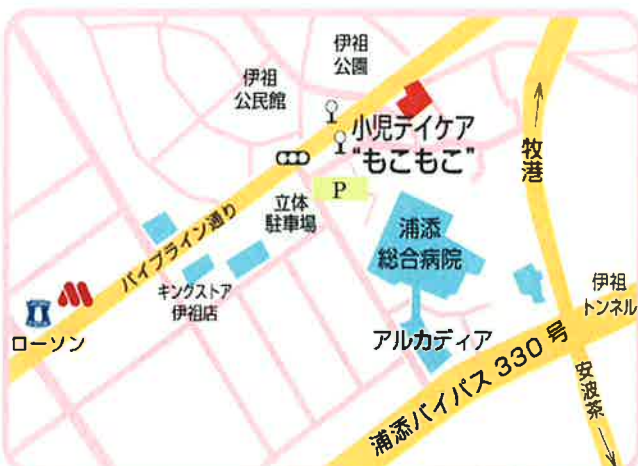 伊祖
公園
伊祖
公民館
小児デイケア
“もこもこ”
P
立体
駐車場
パイプライン通り
牧港
浦添
総合病院
伊祖
トンネル
キングストア
伊祖店
ローソン
アルカディア
浦添バイパス 330 号
安波茶